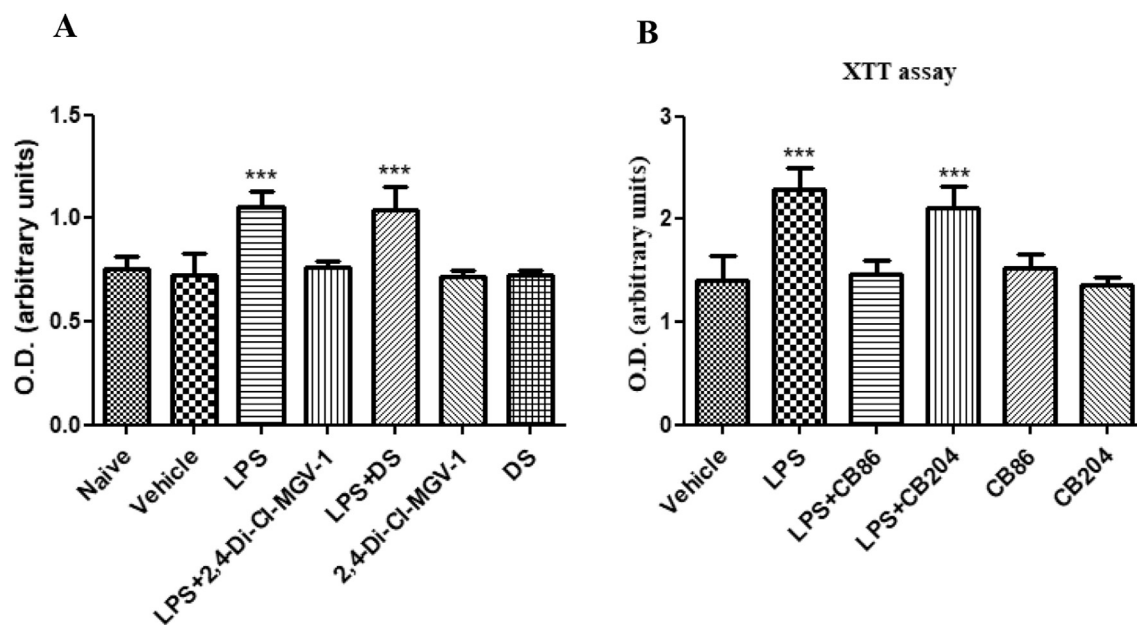 A
1.5
1.0
0.5
0.0
O.D. (arbitrary units)
***
***
Naive
Vehicle
LPS
LPS+2,4-Di-Cl-MGV-1
LPS+DS
2,4-Di-Cl-MGV-1
DS
B
XTT assay
3
2
1
0
O.D. (arbitrary units)
***
***
Vehicle
LPS
LPS+CB86
LPS+CB204
CB86
CB204